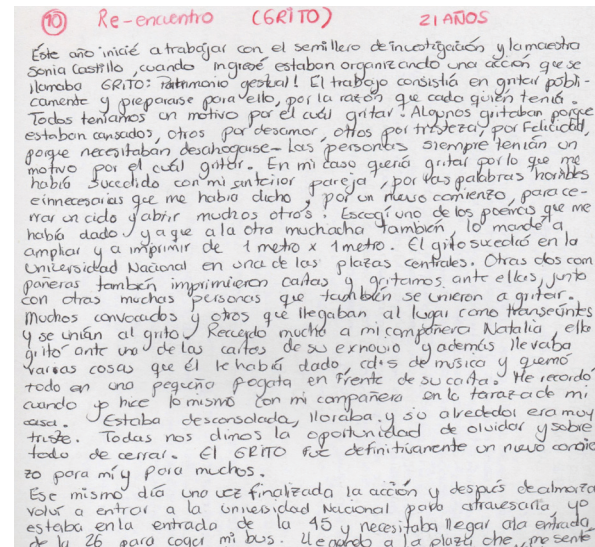 10 Re-encuentro (GRITO) 21 AÑOS
Este año inicié a trabajar con el semillero de investigación y la maestra
Sonia Castillo, cuando ingresé estaban organizando una acción que se
llamaba GRITO: Patrimonio gestual! El trabajo consistía en gritar públi-
camente y prepararse para ello, por la razón que cada quién tenía.
Todos teníamos un motivo por el cuál gritar. Algunos gritaban porque
estaban cansados, otros por desamor, otros por tristeza, por Felicidad,
porque necesitaban desahogarse- Las personas siempre tenían un
motivo por el cuál gritar. En mi caso quería gritar por lo que me
había sucedido con mi anterior pareja, por las palabras horribles
e innecesarias que me había dicho, por un nuevo comienzo, para ce-
rrar un ciclo y abrir muchos otros. Escogí uno de los poemas que me
había dado y a que a la otra muchacha también, lo mandé a
ampliar y a imprimir de 1 metro x 1 metro. El grito sucedió en la
Universidad Nacional en una de las plazas centrales. Otras dos com
pañeras también imprimieron cartas y gritamos ante ellas, junto
con otras muchas personas que también se unieron a gritar.
Muchos convocados y otros que llegaban al lugar como transeúntes
y se unían al grito. Recuerdo mucho a mi compañera Natalia, ella
gritó ante una de las cartas de su exnovio y además llevaba
varias cosas que él le había dado, cd's de música y quemó
todo en una pequeña fogata en frente de su carta. Me recordó
cuando yo hice lo mismo con mi compañera en la terraza de mi
casa. Estaba desconsolada, lloraba y su alrededor era muy
triste. Todas nos dimos la oportunidad de olvidar y sobre
todo de cerrar. El GRITO fue definitivamente un nuevo comie
zo para mí y para muchos.
Ese mismo día una vez finalizada la acción y después de almorza
volví a entrar a la universidad Nacional para atravesarla, yo
estaba en la entrada de la 45 y necesitaba llegar a la entrada
de la 26 para coger mi bus. Llegando a la plaza che, me senté